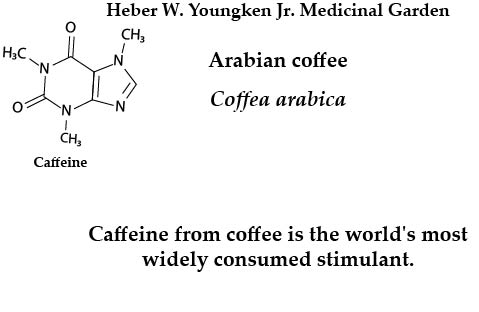 Heber W. Youngken Jr. Medicinal Garden
O
CH₃
H₃C
N
N
Arabian coffee
Coffea arabica
O
N
N
CH₃
Caffeine
Caffeine from coffee is the world's most
widely consumed stimulant.